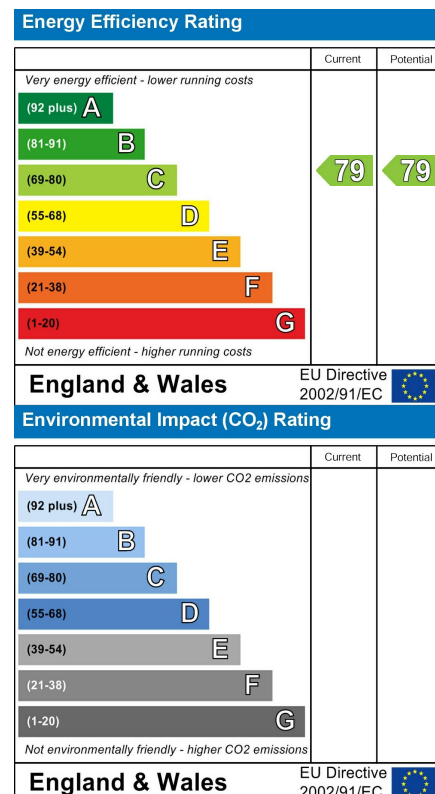 Energy Efficiency Rating
Current Potential
Very energy efficient - lower running costs
(92 plus) A
(81-91) B
(69-80) C 79 79
(55-68) D
(39-54) E
(21-38) F
(1-20) G
Not energy efficient - higher running costs
England & Wales EU Directive 2002/91/EC
Environmental Impact (CO₂) Rating
Current Potential
Very environmentally friendly - lower CO2 emissions
(92 plus) A
(81-91) B
(69-80) C
(55-68) D
(39-54) E
(21-38) F
(1-20) G
Not environmentally friendly - higher CO2 emissions
England & Wales EU Directive 2002/91/EC